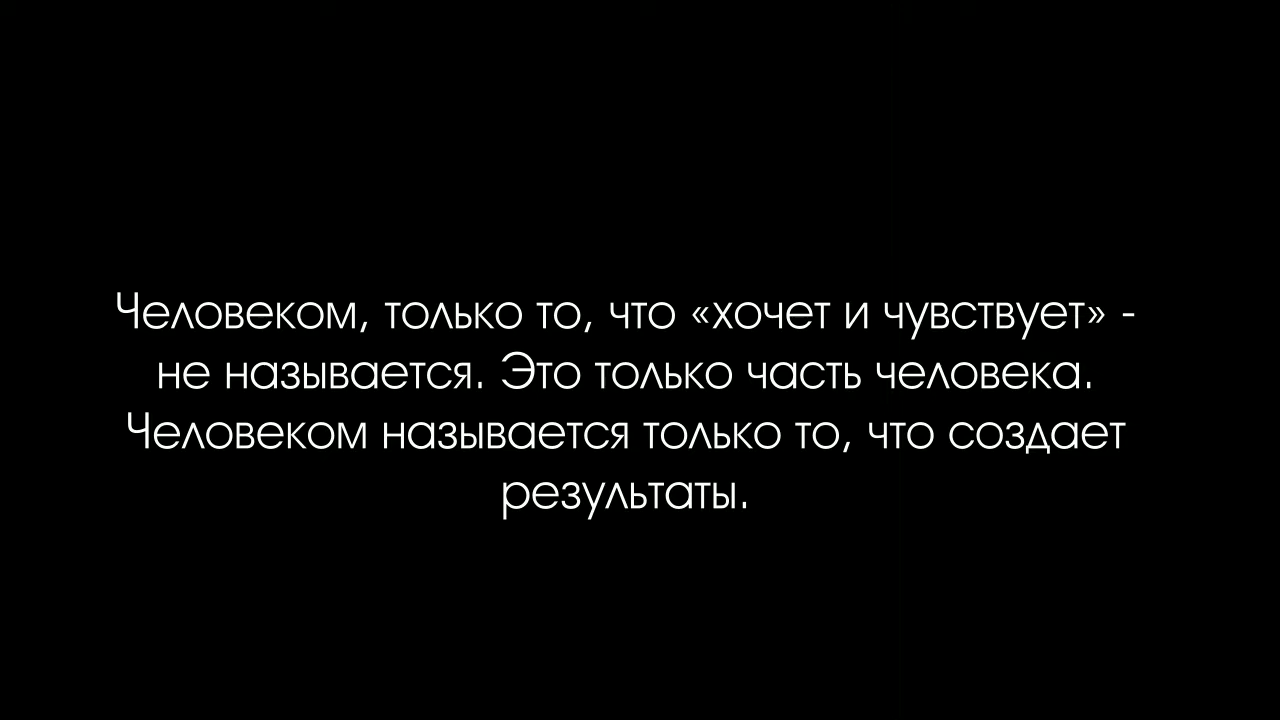 Человеком, только то, что «хочет и чувствует» -
не называется. Это только часть человека.
Человеком называется только то, что создает
результаты.